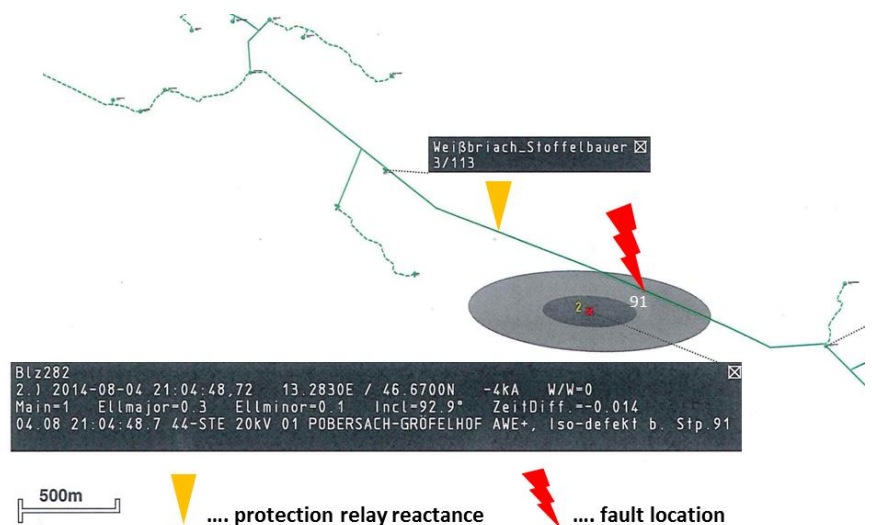 Weißbriach_Stoffelbauer
3/113
91
2
Blz282
2.) 2014-08-04 21:04:48,72 13.2830E / 46.6700N -4kA W/W=0
Main=1 Ellmajor=0.3 Ellminor=0.1 Incl=92.9° ZeitDiff.=-0.014
04.08 21:04:48.7 44-STE 20kV 01 POBERSACH-GRÖFELHOF AWE+, Iso-defekt b. Stp.91
500m
.... protection relay reactance
.... fault location